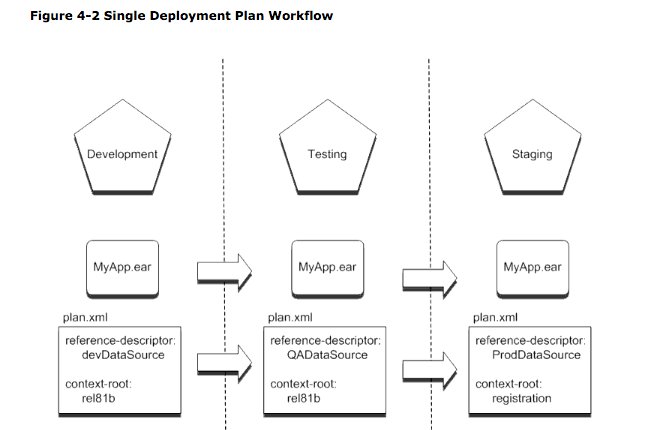 Figure 4-2 Single Deployment Plan Workflow
Development
Testing
Staging
MyApp.ear
MyApp.ear
MyApp.ear
plan.xml
reference-descriptor:
devDataSource
context-root:
rel81b
plan.xml
reference-descriptor:
QADataSource
context-root:
rel81b
plan.xml
reference-descriptor:
ProdDataSource
context-root:
registration